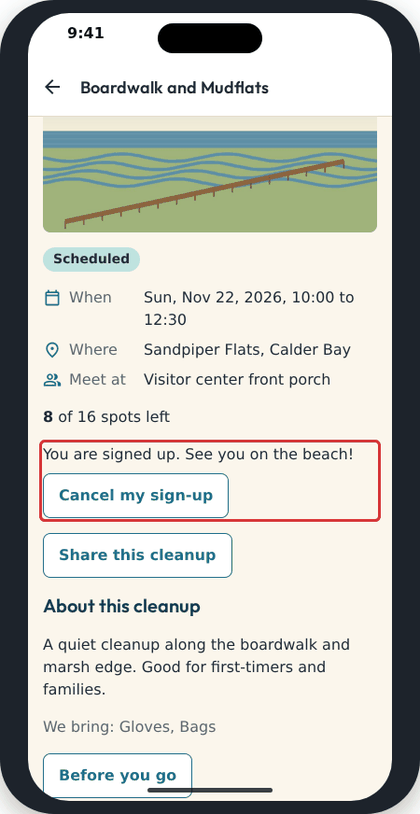 9:41
Boardwalk and Mudflats
Scheduled
When Sun, Nov 22, 2026, 10:00 to
12:30
Where Sandpiper Flats, Calder Bay
Meet at Visitor center front porch
8 of 16 spots left
You are signed up. See you on the beach!
Cancel my sign-up
Share this cleanup
About this cleanup
A quiet cleanup along the boardwalk and
marsh edge. Good for first-timers and
families.
We bring: Gloves, Bags
Before you go